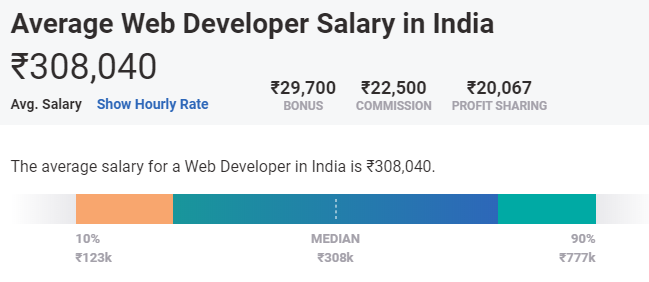 Average Web Developer Salary in India
₹308,040
Avg. Salary Show Hourly Rate
₹29,700 ₹22,500 ₹20,067
BONUS COMMISSION PROFIT SHARING
The average salary for a Web Developer in India is ₹308,040.
10% MEDIAN 90%
₹123k ₹308k ₹777k